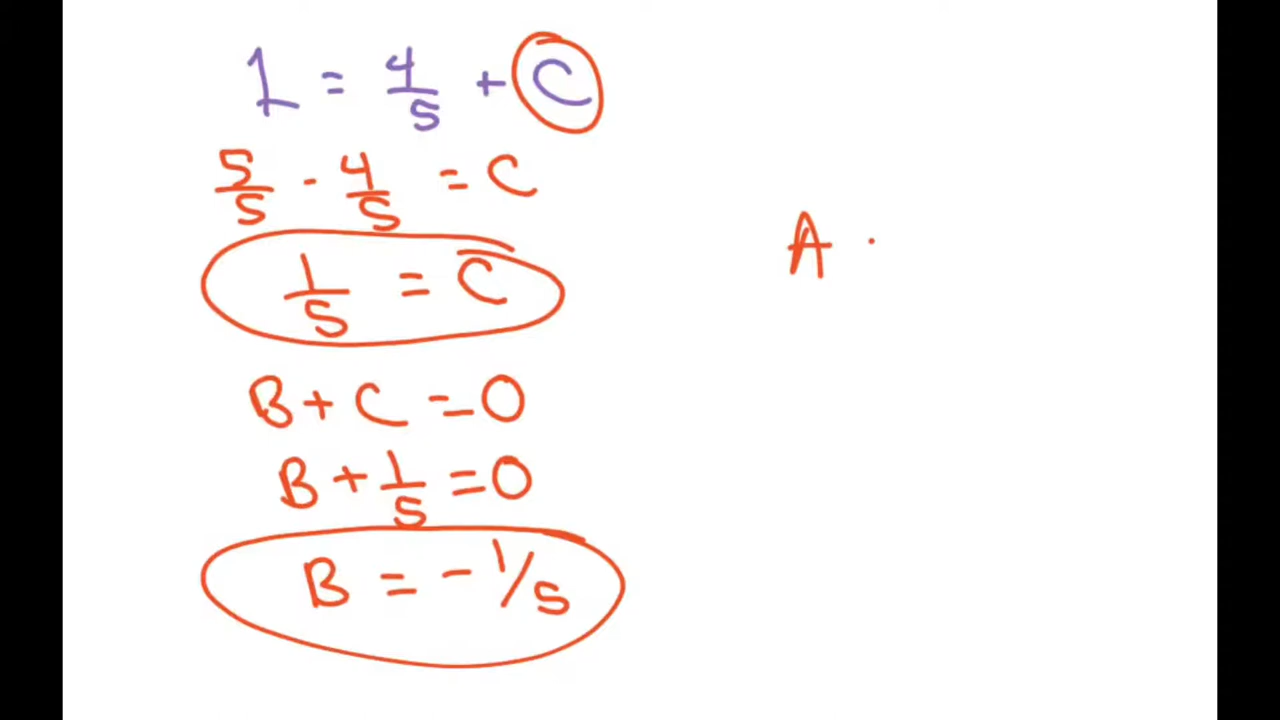 1 = 4/5 + C
5/5 - 4/5 = C
1/5 = C
B + C = 0
B + 1/5 = 0
B = - 1/5
A